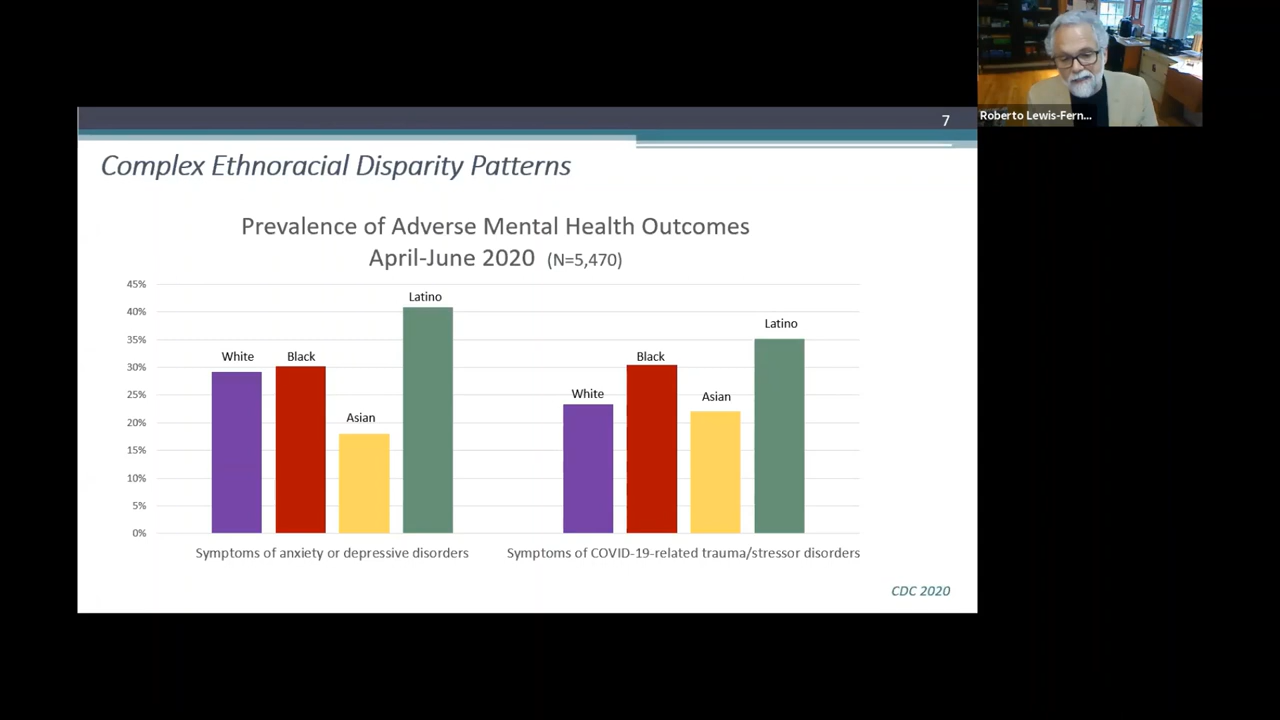 Roberto Lewis-Fern...
7
Complex Ethnoracial Disparity Patterns
Prevalence of Adverse Mental Health Outcomes
April-June 2020 (N=5,470)
45%
40%
35%
30%
25%
20%
15%
10%
5%
0%
White
Black
Asian
Latino
White
Black
Asian
Latino
Symptoms of anxiety or depressive disorders
Symptoms of COVID-19-related trauma/stressor disorders
CDC 2020